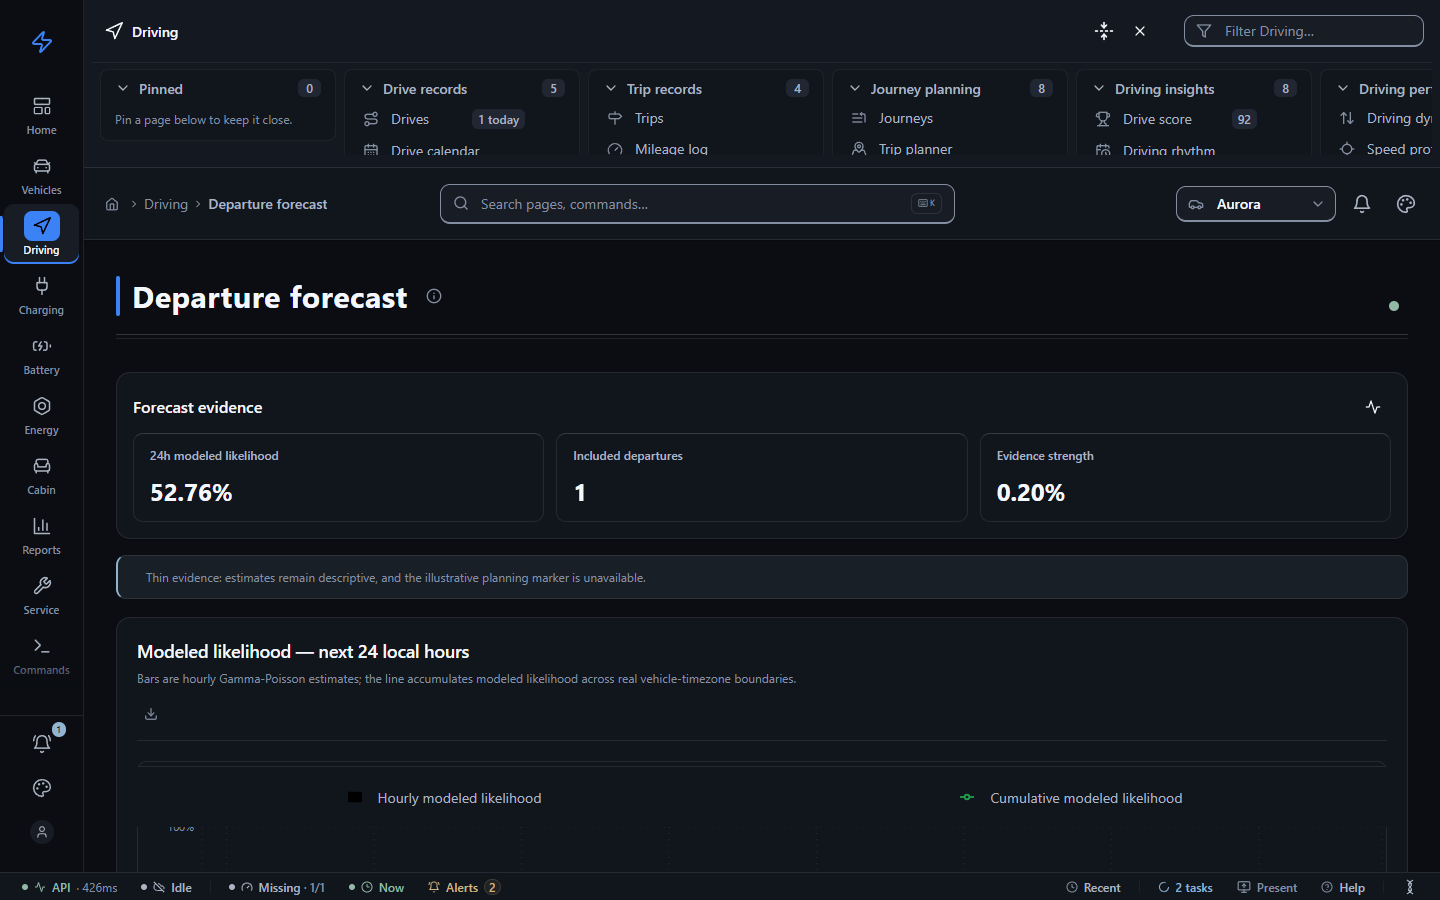 Driving
Filter Driving...
Pinned 0
Pin a page below to keep it close.
Drive records 5
Drives 1 today
Drive calendar
Trip records 4
Trips
Mileage log
Journey planning 8
Journeys
Trip planner
Driving insights 8
Drive score 92
Driving rhythm
Driving per
Driving dy
Speed pro
Home
Vehicles
Driving
Charging
Battery
Energy
Cabin
Reports
Service
Commands
1
Driving
Departure forecast
Search pages, commands...
K
Aurora
Departure forecast
Forecast evidence
24h modeled likelihood
52.76%
Included departures
1
Evidence strength
0.20%
Thin evidence: estimates remain descriptive, and the illustrative planning marker is unavailable.
Modeled likelihood — next 24 local hours
Bars are hourly Gamma-Poisson estimates; the line accumulates modeled likelihood across real vehicle-timezone boundaries.
Hourly modeled likelihood
Cumulative modeled likelihood
100%
API · 426ms
Idle
Missing · 1/1
Now
Alerts 2
Recent
2 tasks
Present
Help